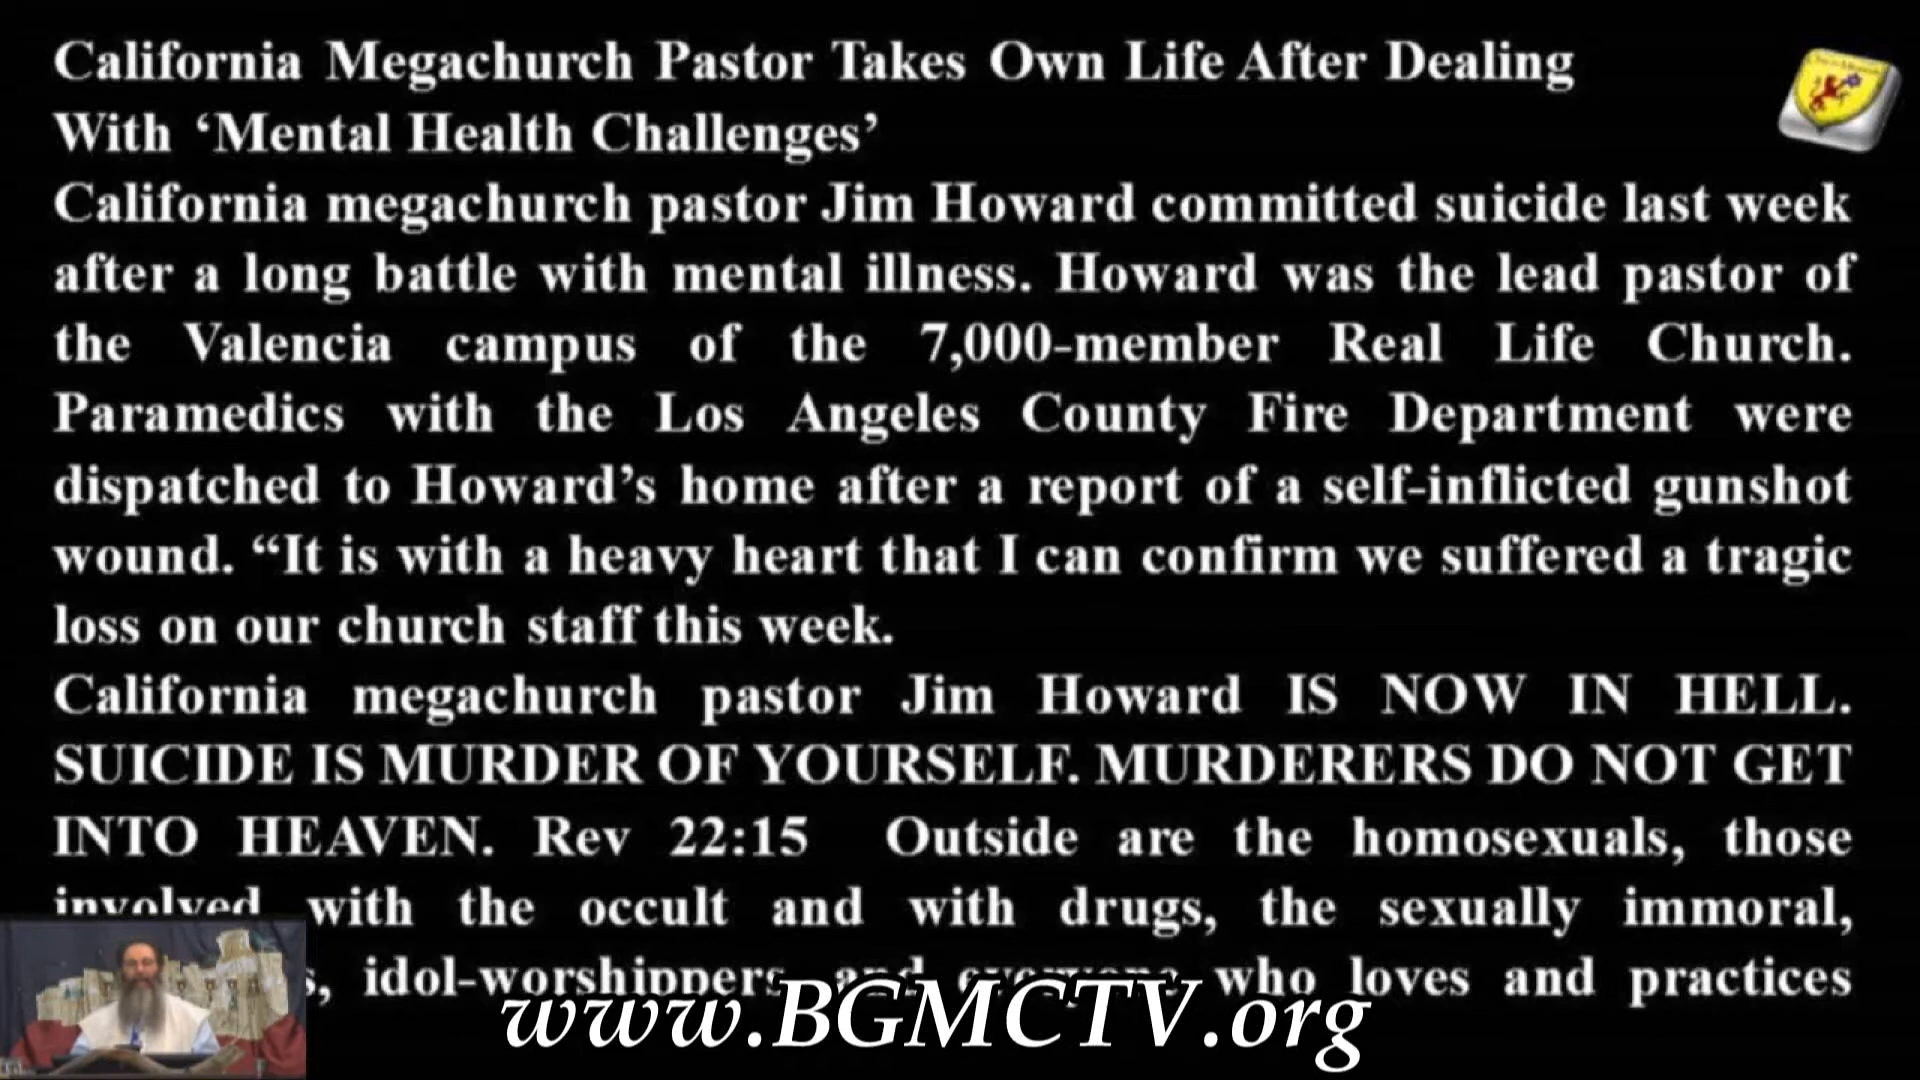 California Megachurch Pastor Takes Own Life After Dealing
With ‘Mental Health Challenges’
California megachurch pastor Jim Howard committed suicide last week
after a long battle with mental illness. Howard was the lead pastor of
the Valencia campus of the 7,000-member Real Life Church.
Paramedics with the Los Angeles County Fire Department were
dispatched to Howard’s home after a report of a self-inflicted gunshot
wound. “It is with a heavy heart that I can confirm we suffered a tragic
loss on our church staff this week.
California megachurch pastor Jim Howard IS NOW IN HELL.
SUICIDE IS MURDER OF YOURSELF. MURDERERS DO NOT GET
INTO HEAVEN. Rev 22:15 Outside are the homosexuals, those
involved with the occult and with drugs, the sexually immoral,
idol-worshippers, and everyone who loves and practices
www.BGMCTV.org